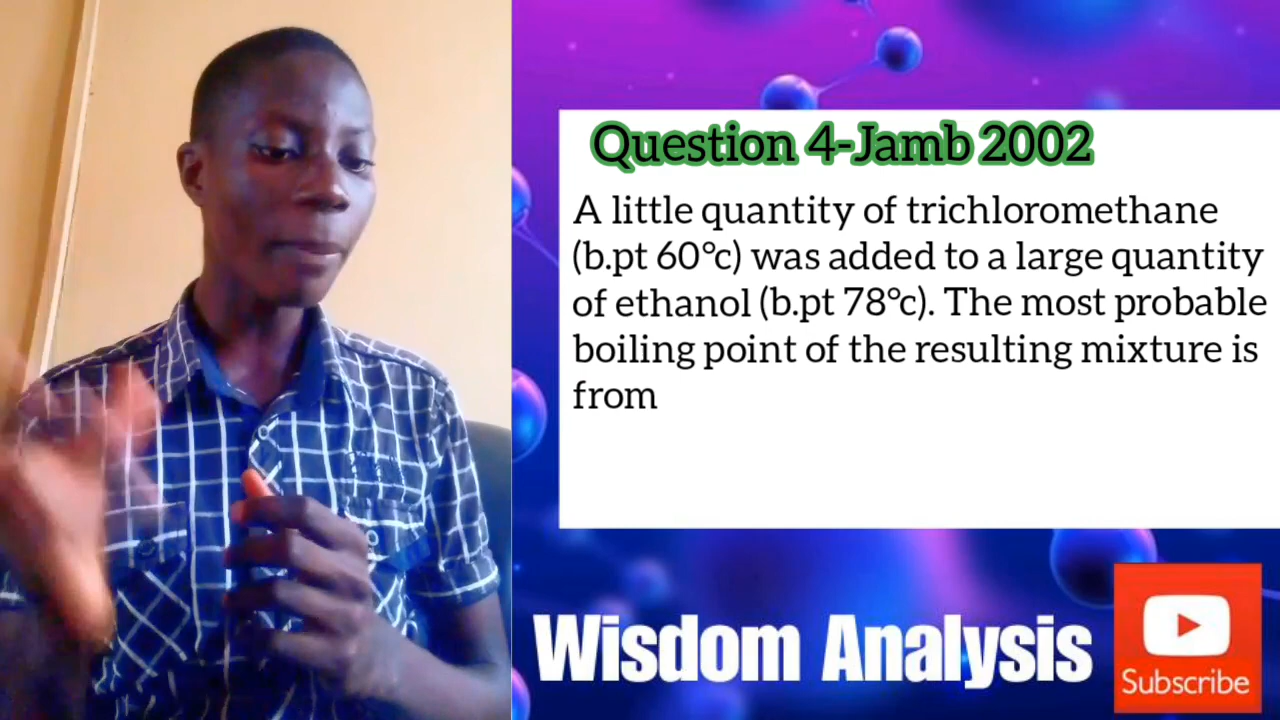 Question 4-Jamb 2002
A little quantity of trichloromethane
(b.pt 60°c) was added to a large quantity
of ethanol (b.pt 78°c). The most probable
boiling point of the resulting mixture is
from
Wisdom Analysis
Subscribe